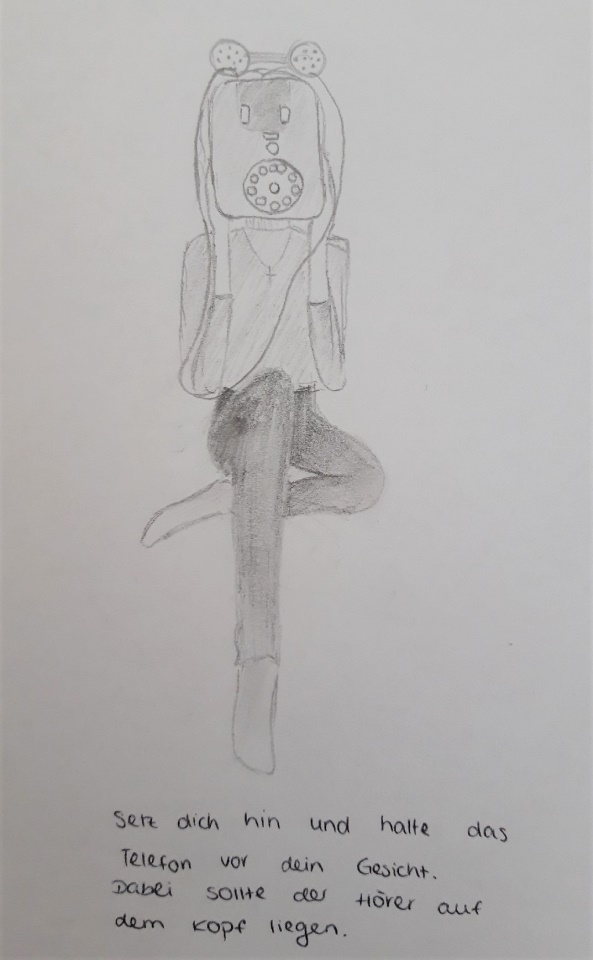 Setz dich hin und halte das
Telefon vor dein Gesicht.
Dabei sollte der Hörer auf
dem Kopf liegen.